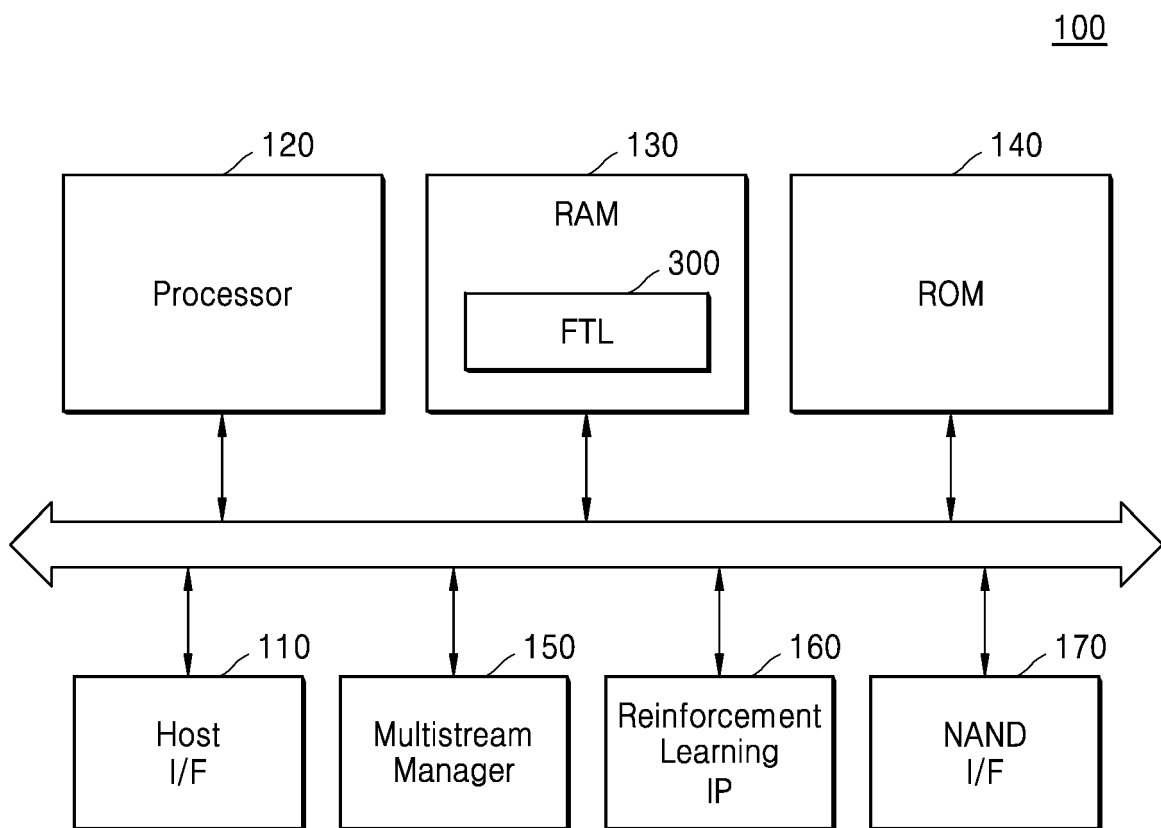 100
120
130
140
Processor
RAM
300
FTL
ROM
110
150
160
170
Host
I/F
Multistream
Manager
Reinforcement
Learning
IP
NAND
I/F